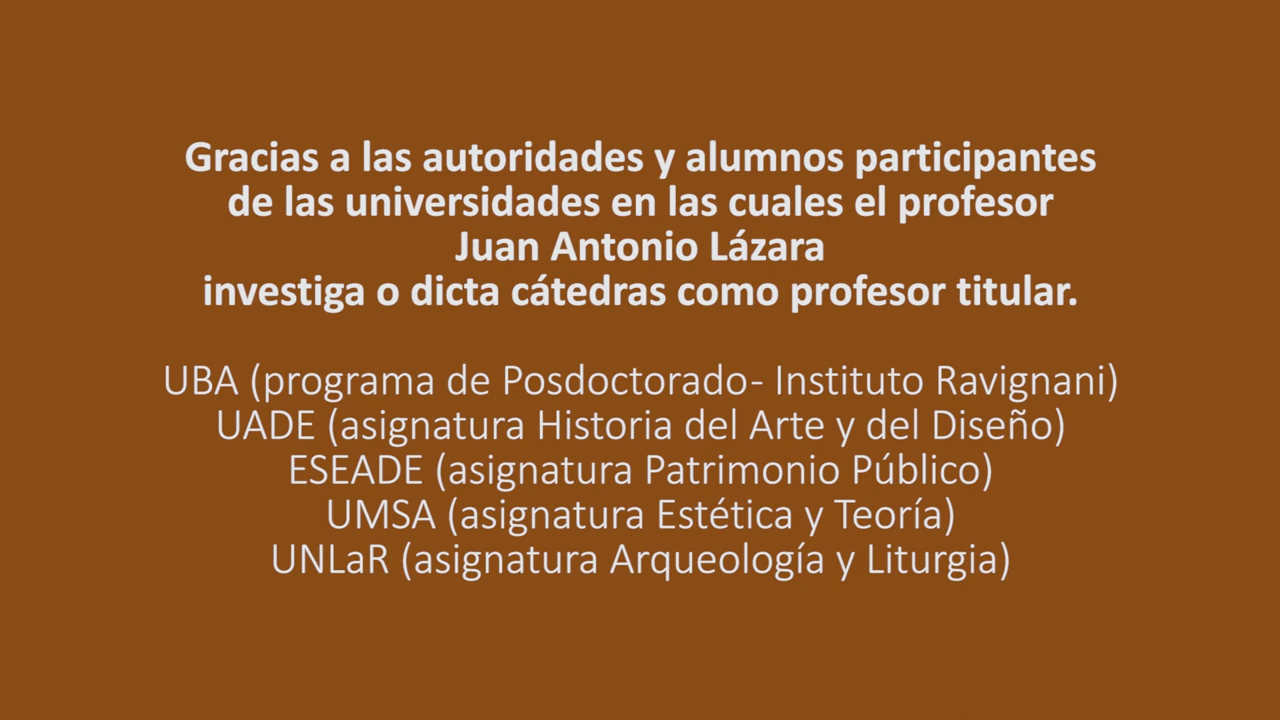 Gracias a las autoridades y alumnos participantes
de las universidades en las cuales el profesor
Juan Antonio Lázara
investiga o dicta cátedras como profesor titular.
UBA (programa de Posdoctorado- Instituto Ravignani)
UADE (asignatura Historia del Arte y del Diseño)
ESEADE (asignatura Patrimonio Público)
UMSA (asignatura Estética y Teoría)
UNLaR (asignatura Arqueología y Liturgia)